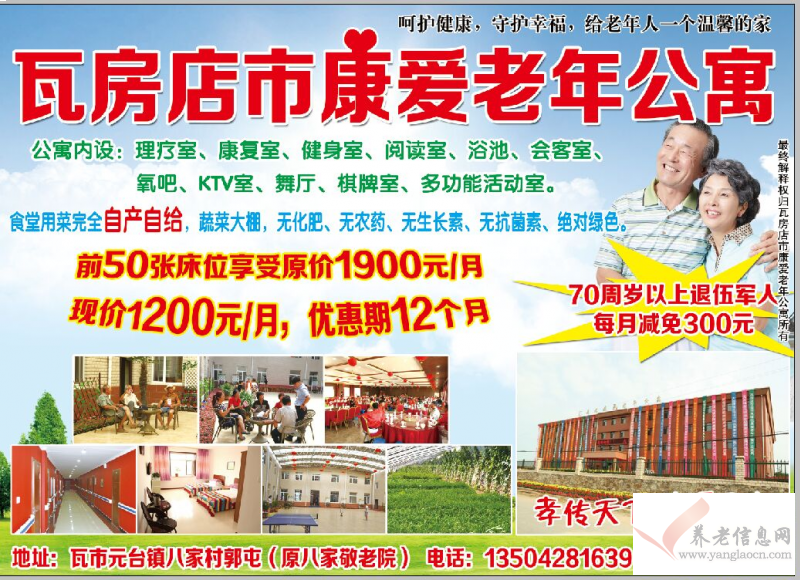 呵护健康，守护幸福，给老年人一个温馨的家
瓦房店市康爱老年公寓
公寓内设：理疗室、康复室、健身室、阅读室、浴池、会客室、
氧吧、KTV室、舞厅、棋牌室、多功能活动室。
食堂用菜完全自产自给，蔬菜大棚，无化肥、无农药、无生长素、无抗菌素、绝对绿色。
前50张床位享受原价1900元/月
现价1200元/月，优惠期12个月
70周岁以上退伍军人
每月减免300元
最终解释权归瓦房店市康爱老年公寓所有
孝传天下
养老信息网
www.yanglaocn.com
地址：瓦市元台镇八家村郭屯（原八家敬老院） 电话：13504281639